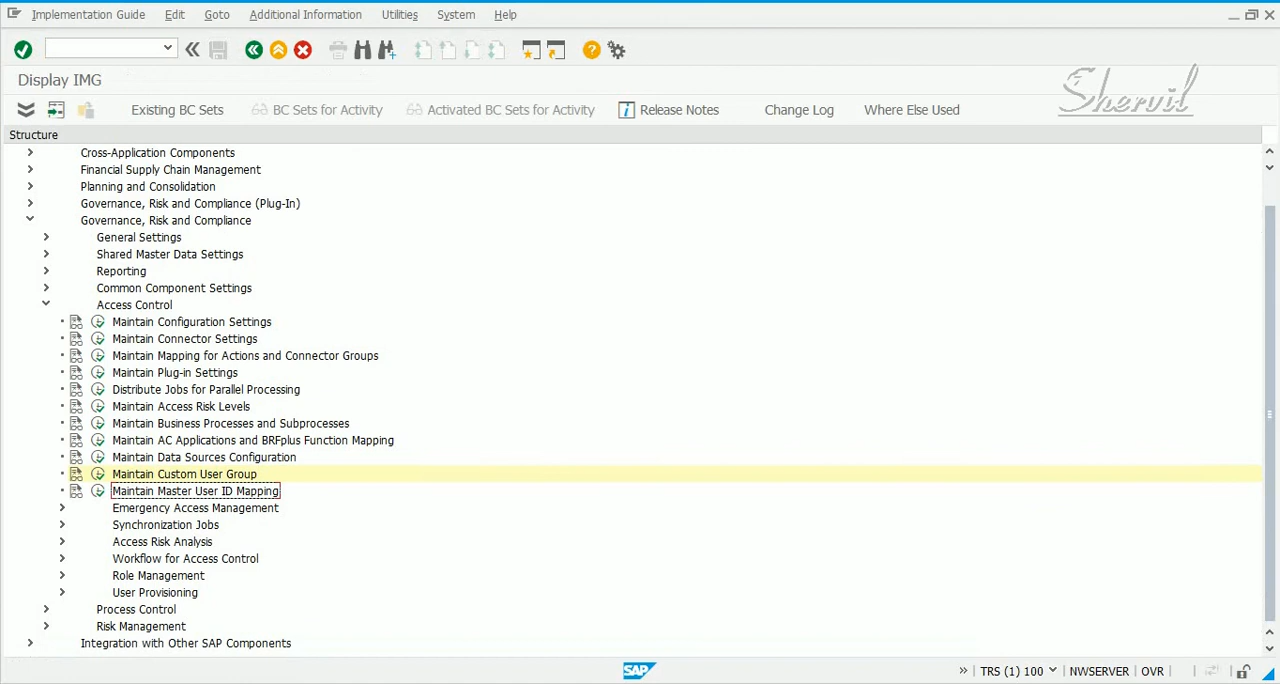 Implementation Guide Edit Goto Additional Information Utilities System Help
Display IMG
Shervil
Existing BC Sets BC Sets for Activity Activated BC Sets for Activity Release Notes Change Log Where Else Used
Structure
Cross-Application Components
Financial Supply Chain Management
Planning and Consolidation
Governance, Risk and Compliance (Plug-In)
Governance, Risk and Compliance
General Settings
Shared Master Data Settings
Reporting
Common Component Settings
Access Control
Maintain Configuration Settings
Maintain Connector Settings
Maintain Mapping for Actions and Connector Groups
Maintain Plug-in Settings
Distribute Jobs for Parallel Processing
Maintain Access Risk Levels
Maintain Business Processes and Subprocesses
Maintain AC Applications and BRFplus Function Mapping
Maintain Data Sources Configuration
Maintain Custom User Group
Maintain Master User ID Mapping
Emergency Access Management
Synchronization Jobs
Access Risk Analysis
Workflow for Access Control
Role Management
User Provisioning
Process Control
Risk Management
Integration with Other SAP Components
SAP TRS (1) 100 NWSERVER OVR